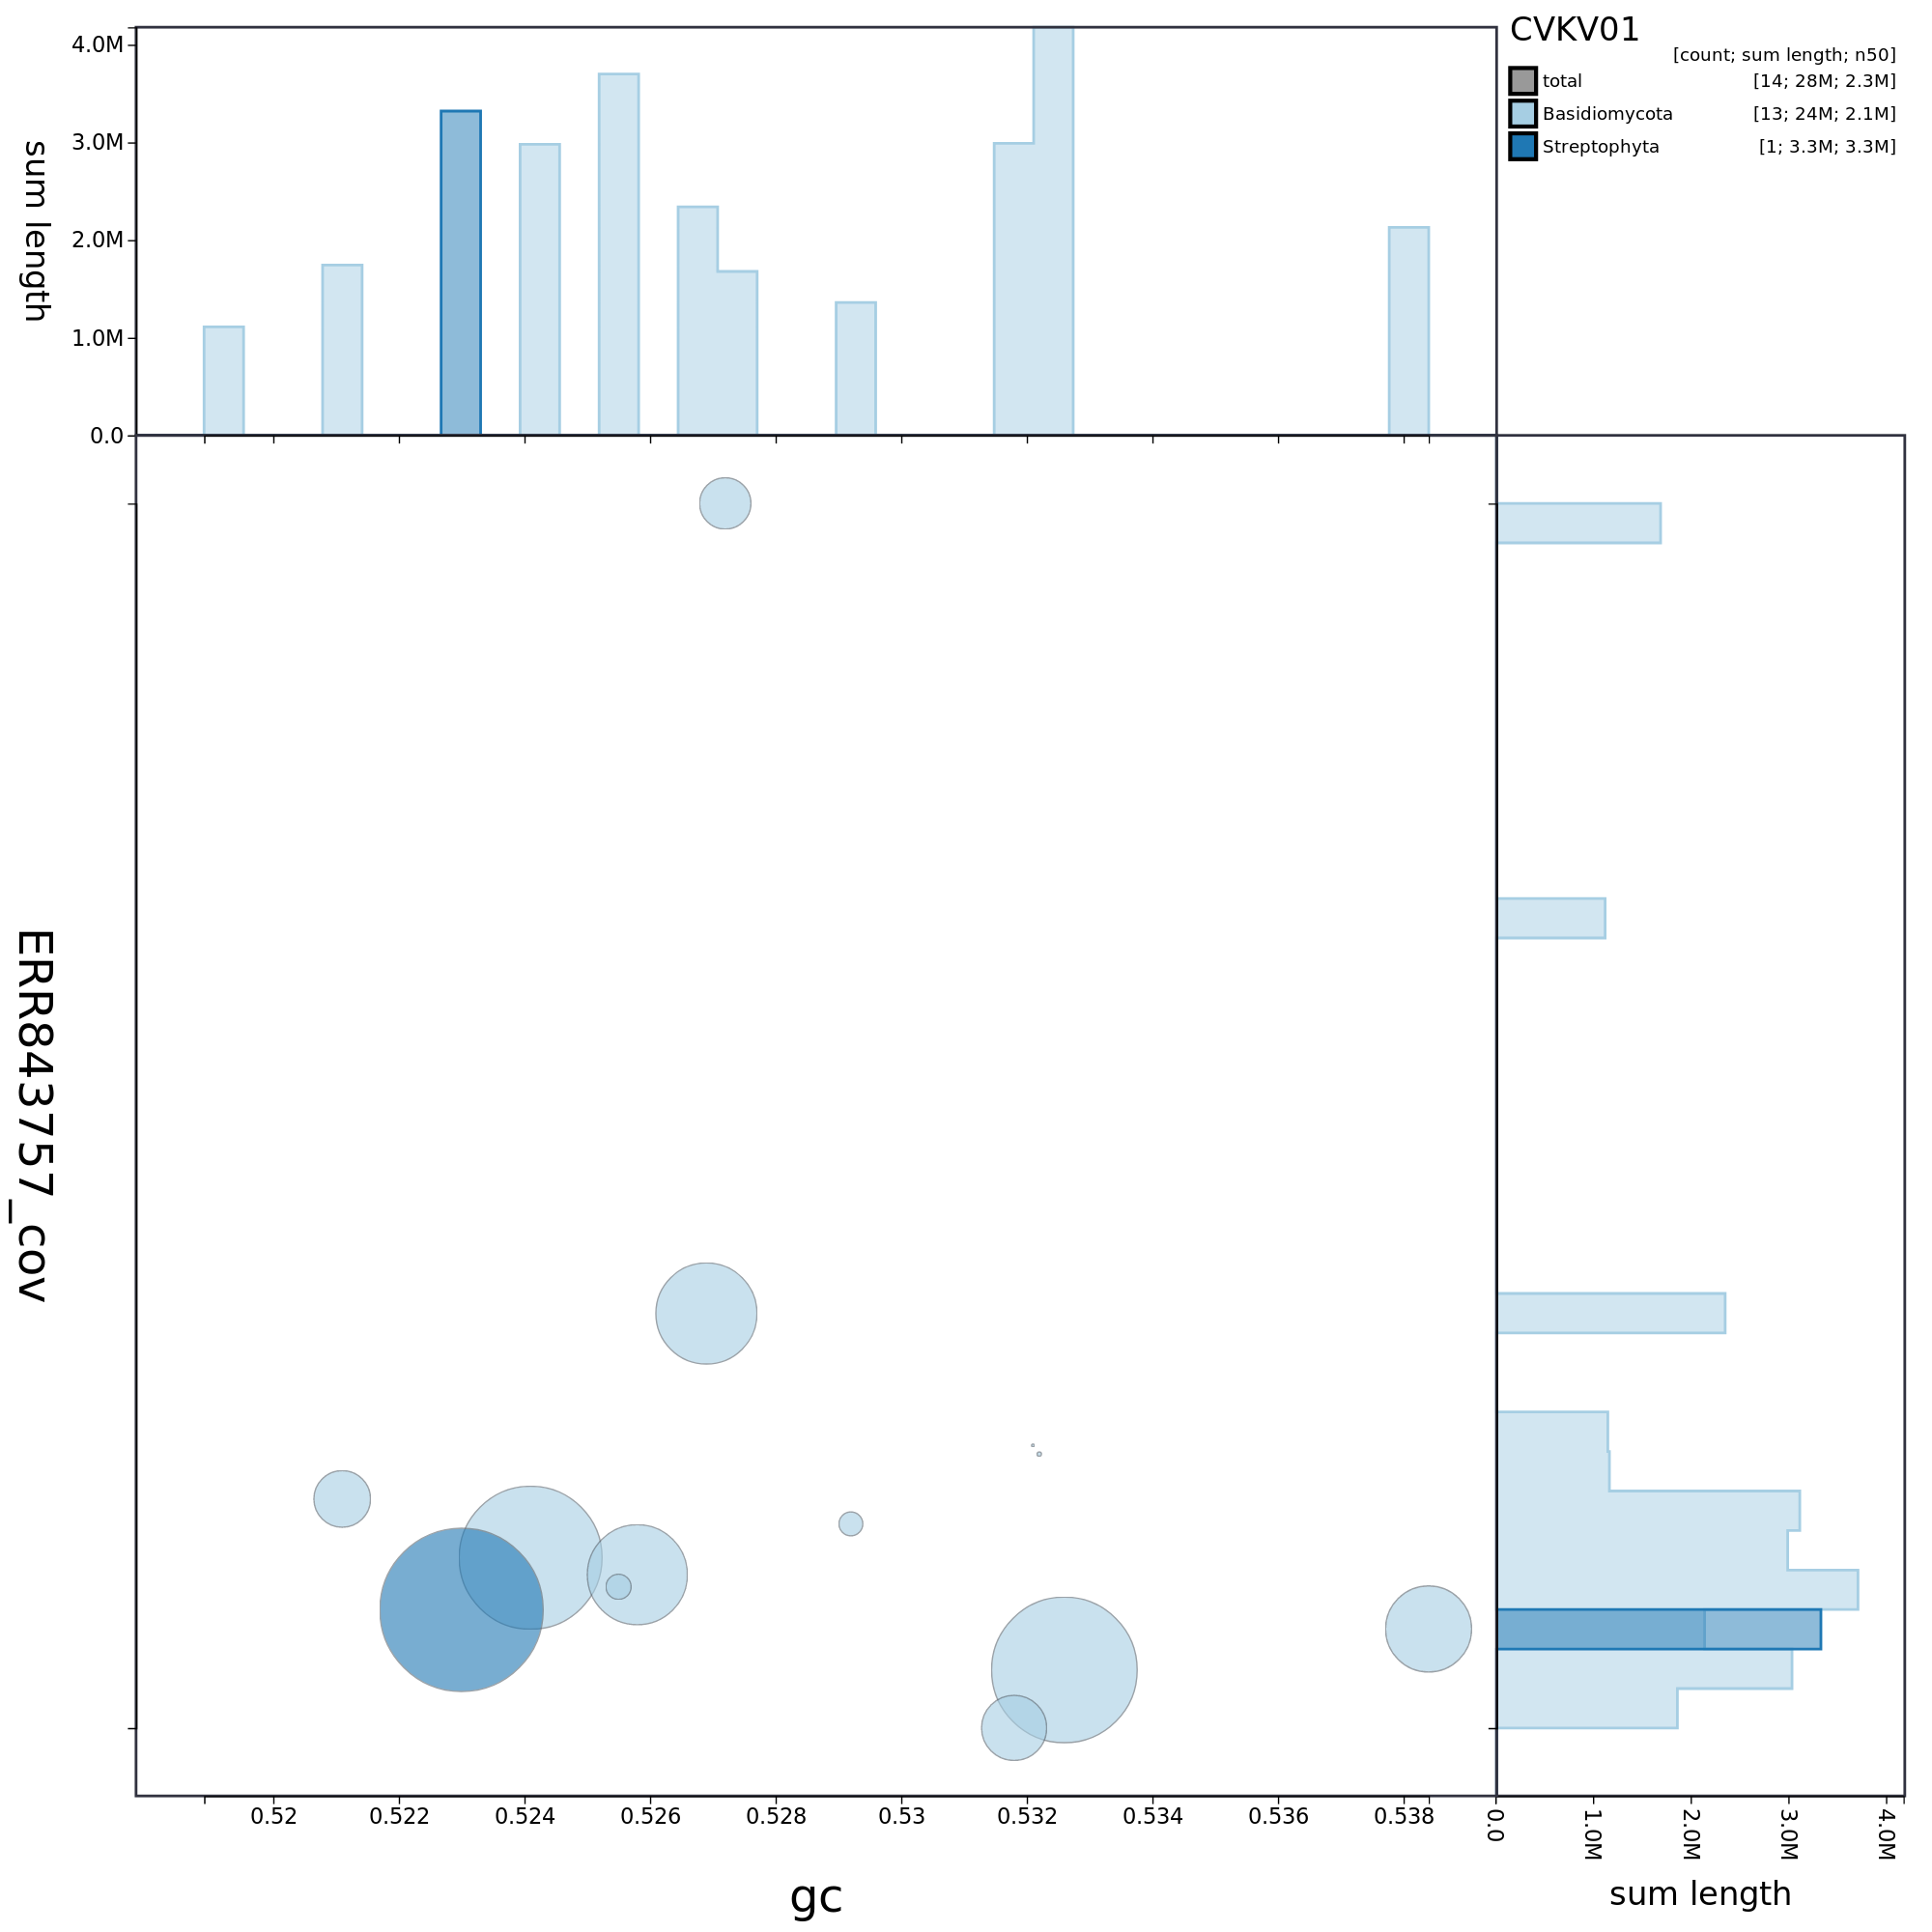 CVKV01
[count; sum length; n50]
total [14; 28M; 2.3M]
Basidiomycota [13; 24M; 2.1M]
Streptophyta [1; 3.3M; 3.3M]
sum length
4.0M
3.0M
2.0M
1.0M
0.0
ERR843757_cov
0.52 0.522 0.524 0.526 0.528 0.53 0.532 0.534 0.536 0.538
gc
0.0 1.0M 2.0M 3.0M 4.0M
sum length